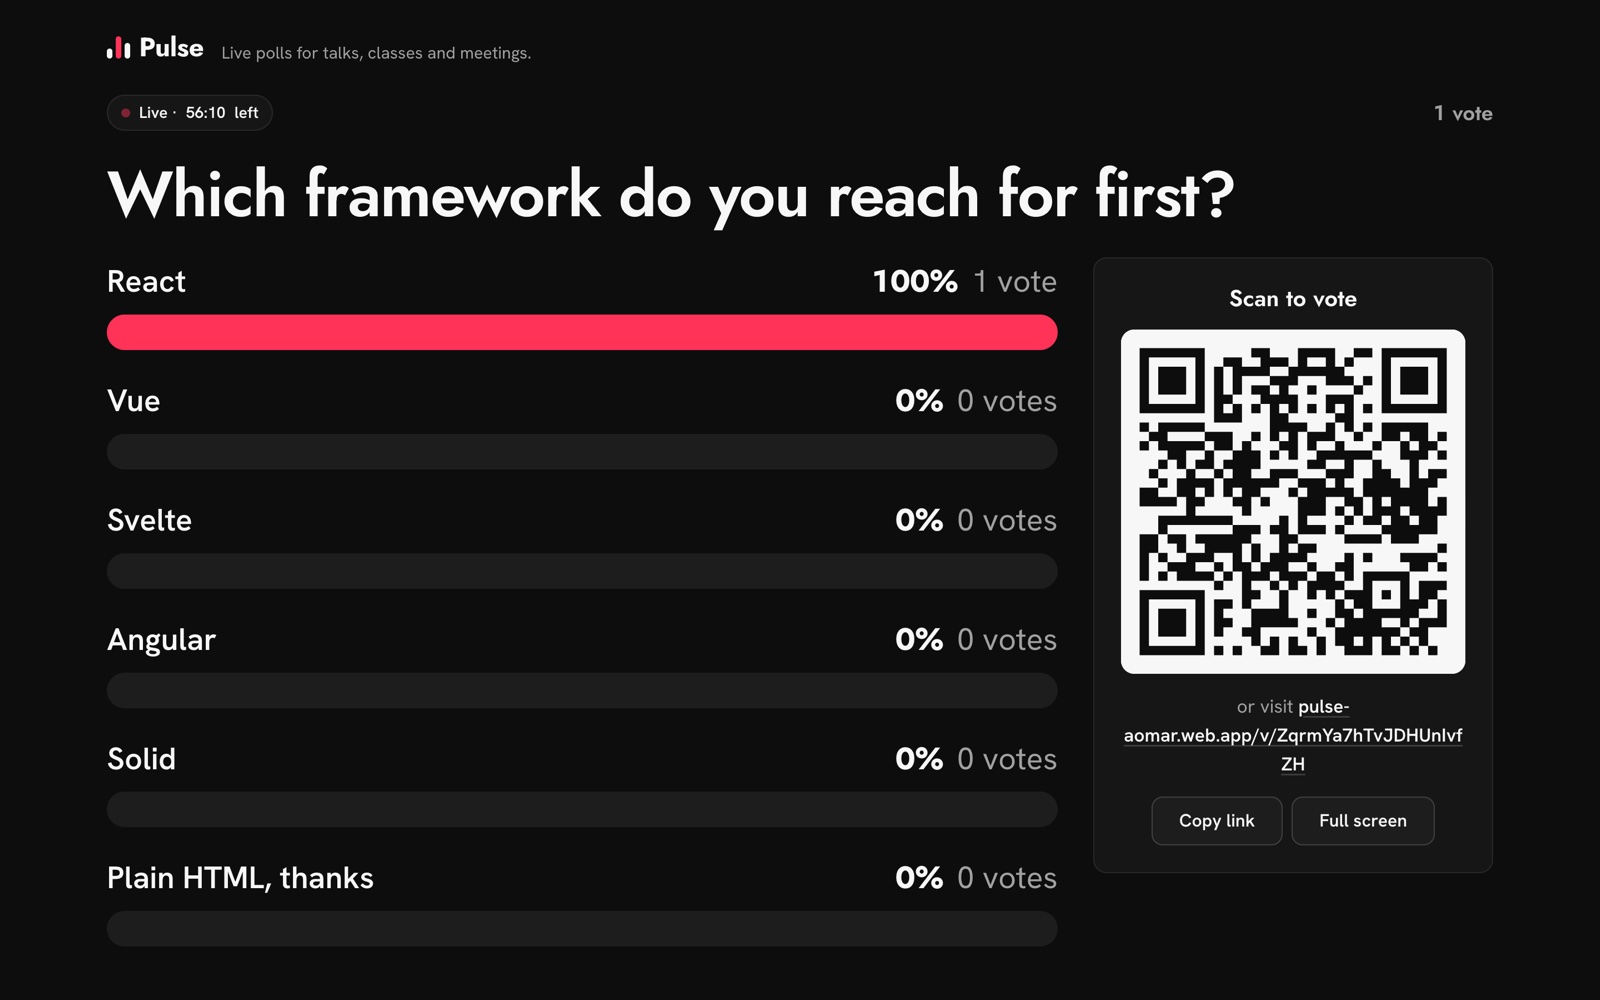 Pulse Live polls for talks, classes and meetings.
Live · 56:10 left
1 vote
Which framework do you reach for first?
React 100% 1 vote
Vue 0% 0 votes
Svelte 0% 0 votes
Angular 0% 0 votes
Solid 0% 0 votes
Plain HTML, thanks 0% 0 votes
Scan to vote
or visit pulse-
aomar.web.app/v/ZqrmYa7hTvJDHUnIvf
ZH
Copy link
Full screen